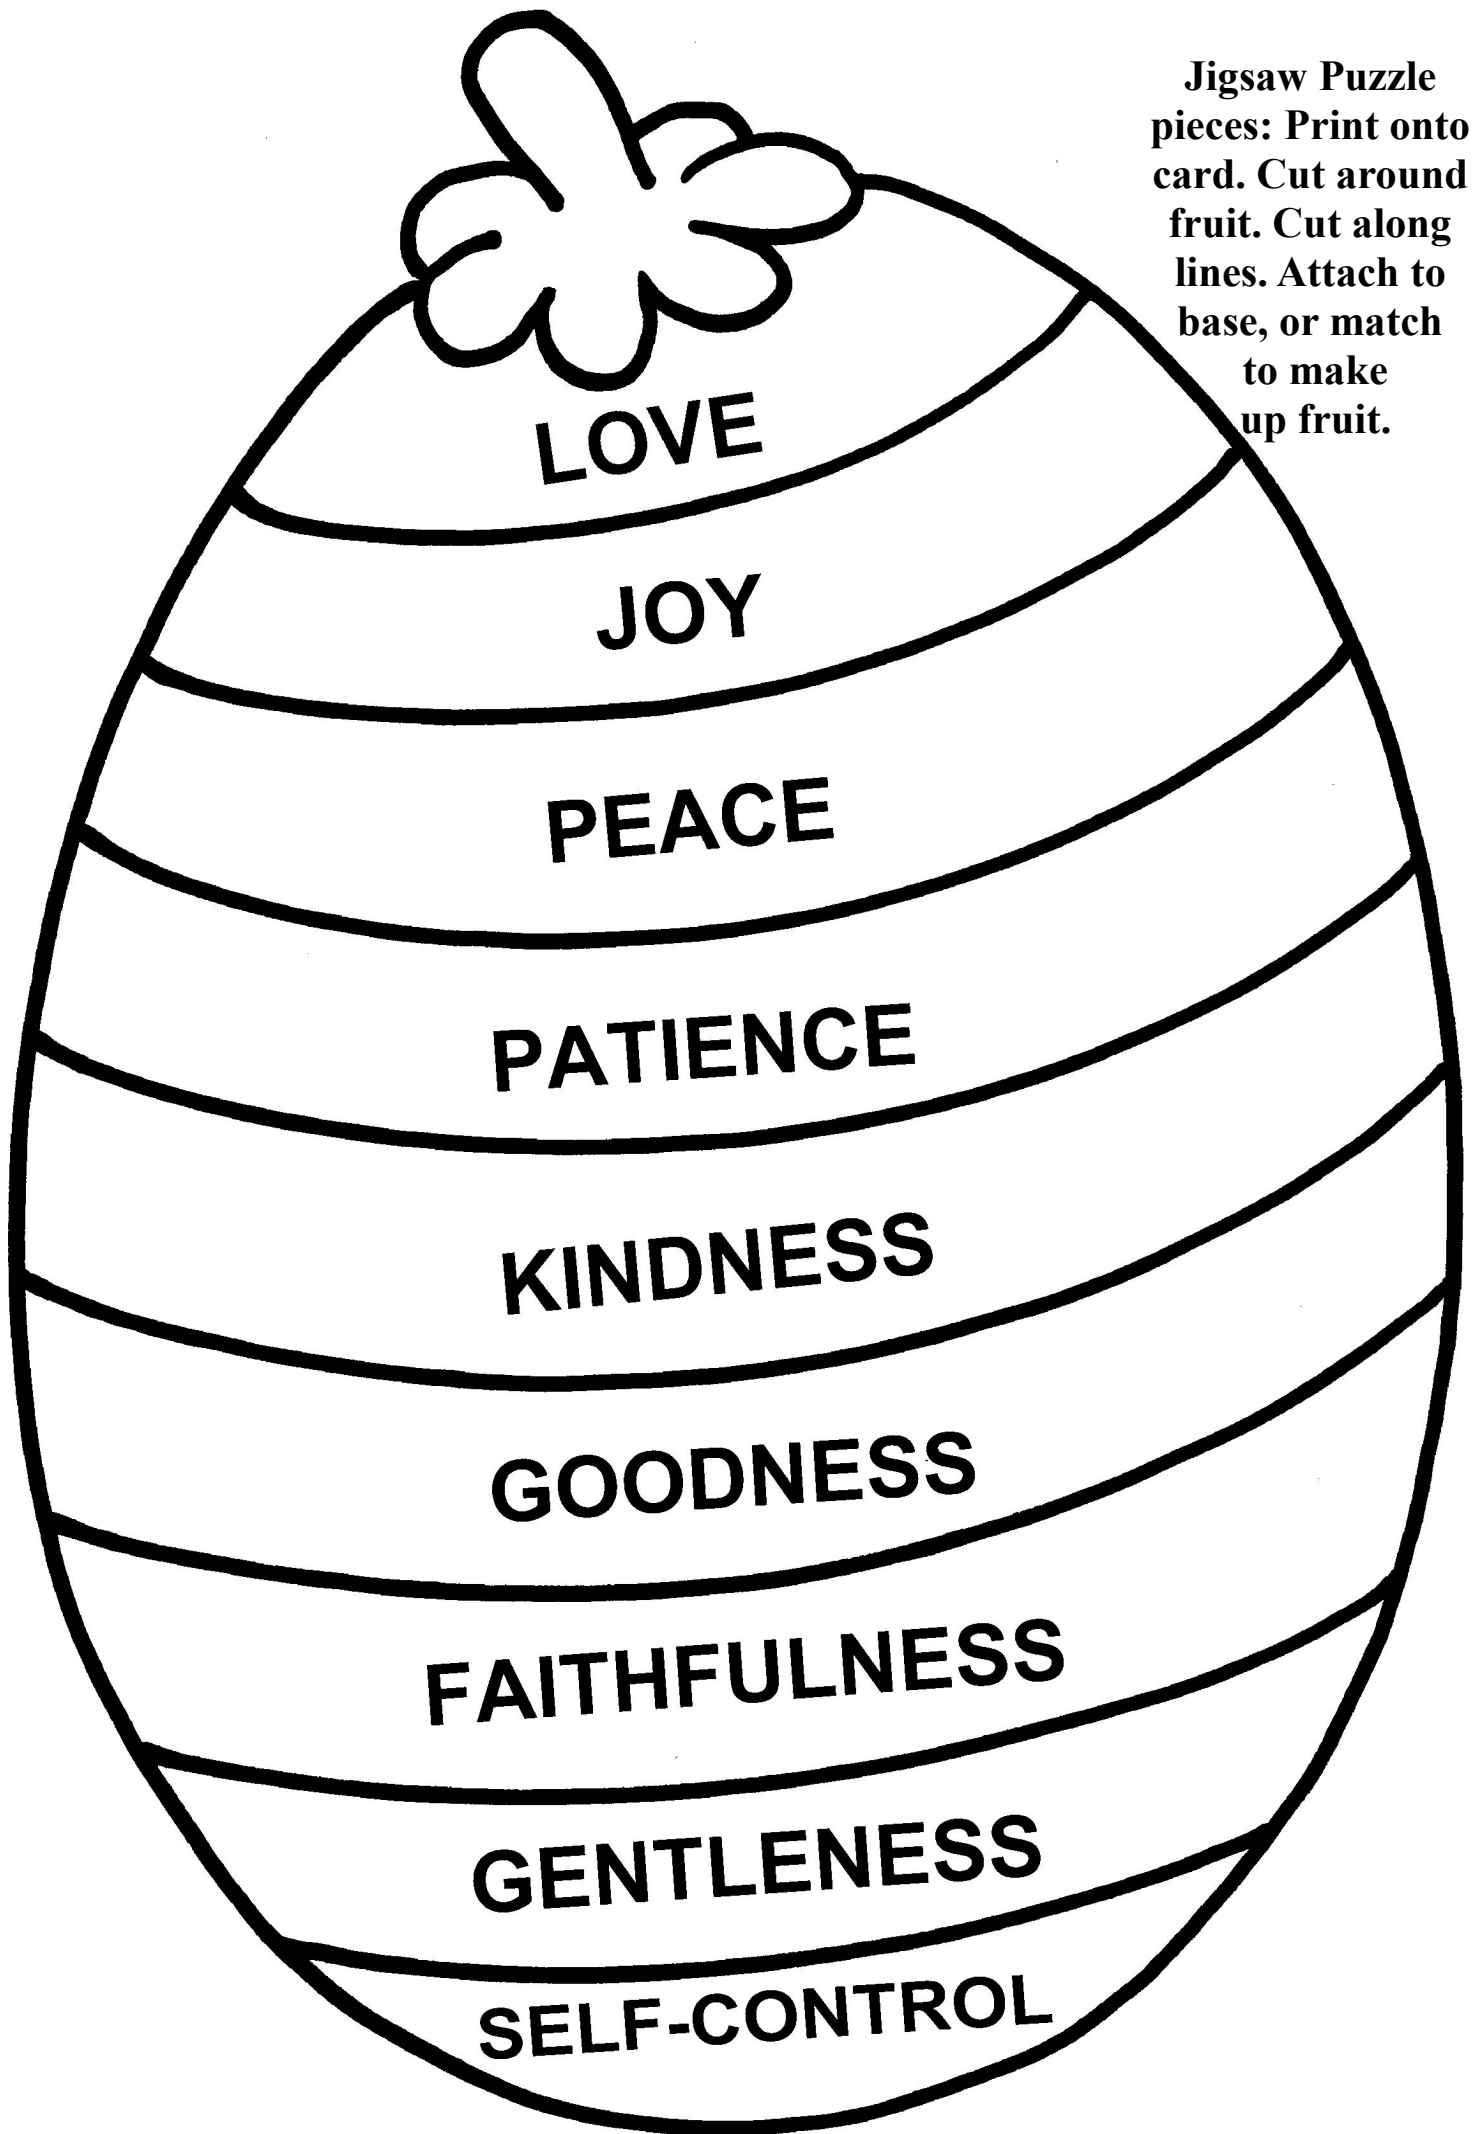 Jigsaw Puzzle
pieces: Print onto
card. Cut around
fruit. Cut along
lines. Attach to
base, or match
to make
up fruit.
LOVE
JOY
PEACE
PATIENCE
KINDNESS
GOODNESS
FAITHFULNESS
GENTLENESS
SELF-CONTROL